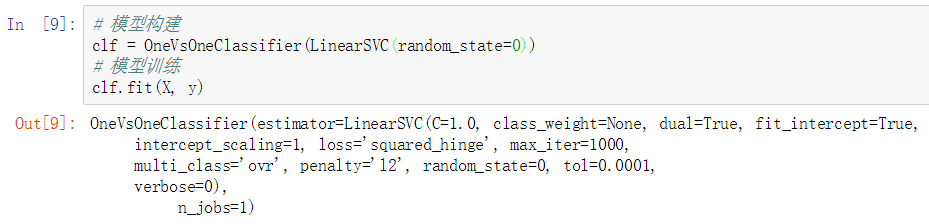 In [9]:
# 模型构建
clf = OneVsOneClassifier(LinearSVC(random_state=0))
# 模型训练
clf.fit(X, y)
Out[9]: OneVsOneClassifier(estimator=LinearSVC(C=1.0, class_weight=None, dual=True, fit_intercept=True,
intercept_scaling=1, loss='squared_hinge', max_iter=1000,
multi_class='ovr', penalty='l2', random_state=0, tol=0.0001,
verbose=0),
n_jobs=1)